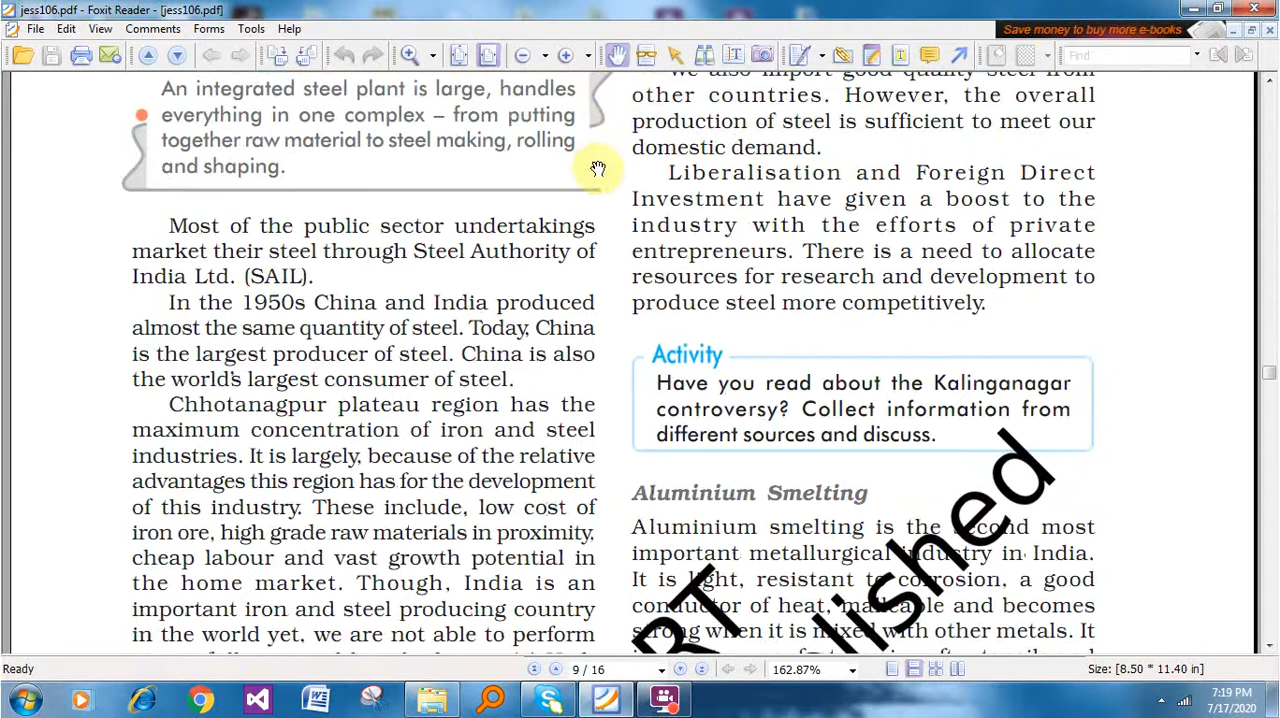 jess106.pdf - Foxit Reader - [jess106.pdf]
File Edit View Comments Forms Tools Help
Save money to buy more e-books
Find
An integrated steel plant is large, handles
everything in one complex – from putting
together raw material to steel making, rolling
and shaping.
Most of the public sector undertakings
market their steel through Steel Authority of
India Ltd. (SAIL).
In the 1950s China and India produced
almost the same quantity of steel. Today, China
is the largest producer of steel. China is also
the world's largest consumer of steel.
Chhotanagpur plateau region has the
maximum concentration of iron and steel
industries. It is largely, because of the relative
advantages this region has for the development
of this industry. These include, low cost of
iron ore, high grade raw materials in proximity,
cheap labour and vast growth potential in
the home market. Though, India is an
important iron and steel producing country
in the world yet, we are not able to perform
We also import good quality steel from
other countries. However, the overall
production of steel is sufficient to meet our
domestic demand.
Liberalisation and Foreign Direct
Investment have given a boost to the
industry with the efforts of private
entrepreneurs. There is a need to allocate
resources for research and development to
produce steel more competitively.
Activity
Have you read about the Kalinganagar
controversy? Collect information from
different sources and discuss.
Aluminium Smelting
Aluminium smelting is the second most
important metallurgical industry in India.
It is light, resistant to corrosion, a good
conductor of heat, malleable and becomes
strong when it is mixed with other metals. It
RT
lished
Ready
9 / 16
162.87%
Size: [8.50 * 11.40 in]
7:19 PM
7/17/2020